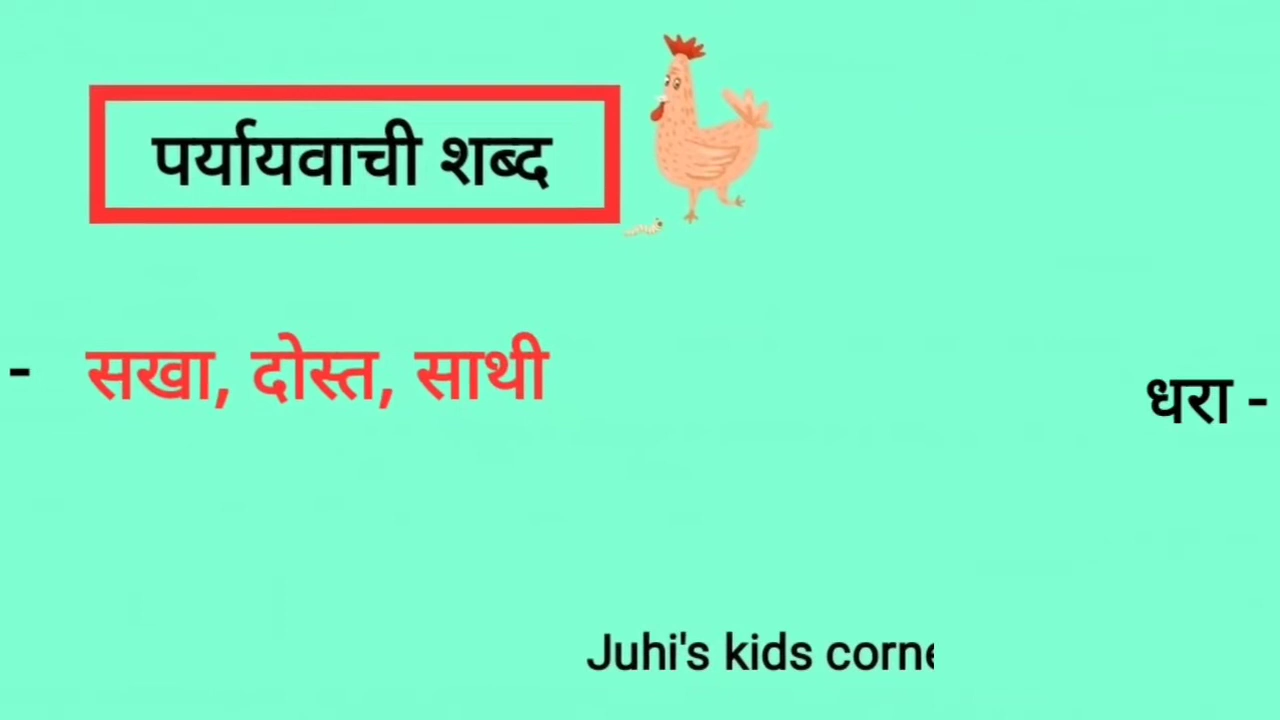 पर्यायवाची शब्द
- सखा, दोस्त, साथी
धरा -
Juhi's kids corne